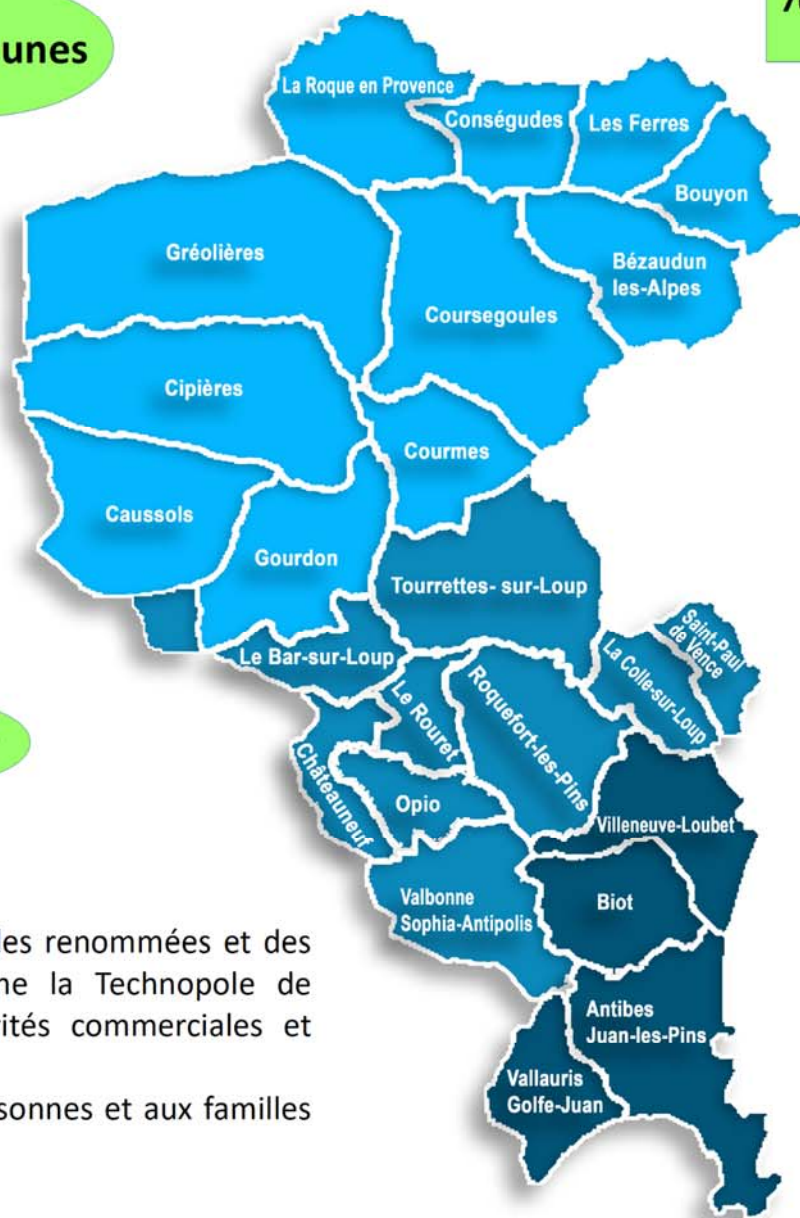 unes
%
La Roque en Provence
Conségudes
Les Ferres
Bouyon
Gréolières
Bézaudun
les-Alpes
Coursegoules
Cipières
Courmes
Caussols
Gourdon
Tourrettes- sur-Loup
Le Bar-sur-Loup
Saint-Paul
de Vence
La Colle-sur-Loup
Le Rouret
Roquefort-les-Pins
Châteauneuf
Opio
Villeneuve-Loubet
Valbonne
Sophia-Antipolis
Biot
les renommées et des
ne la Technopole de
rités commerciales et
sonnes et aux familles
Antibes
Juan-les-Pins
Vallauris
Golfe-Juan